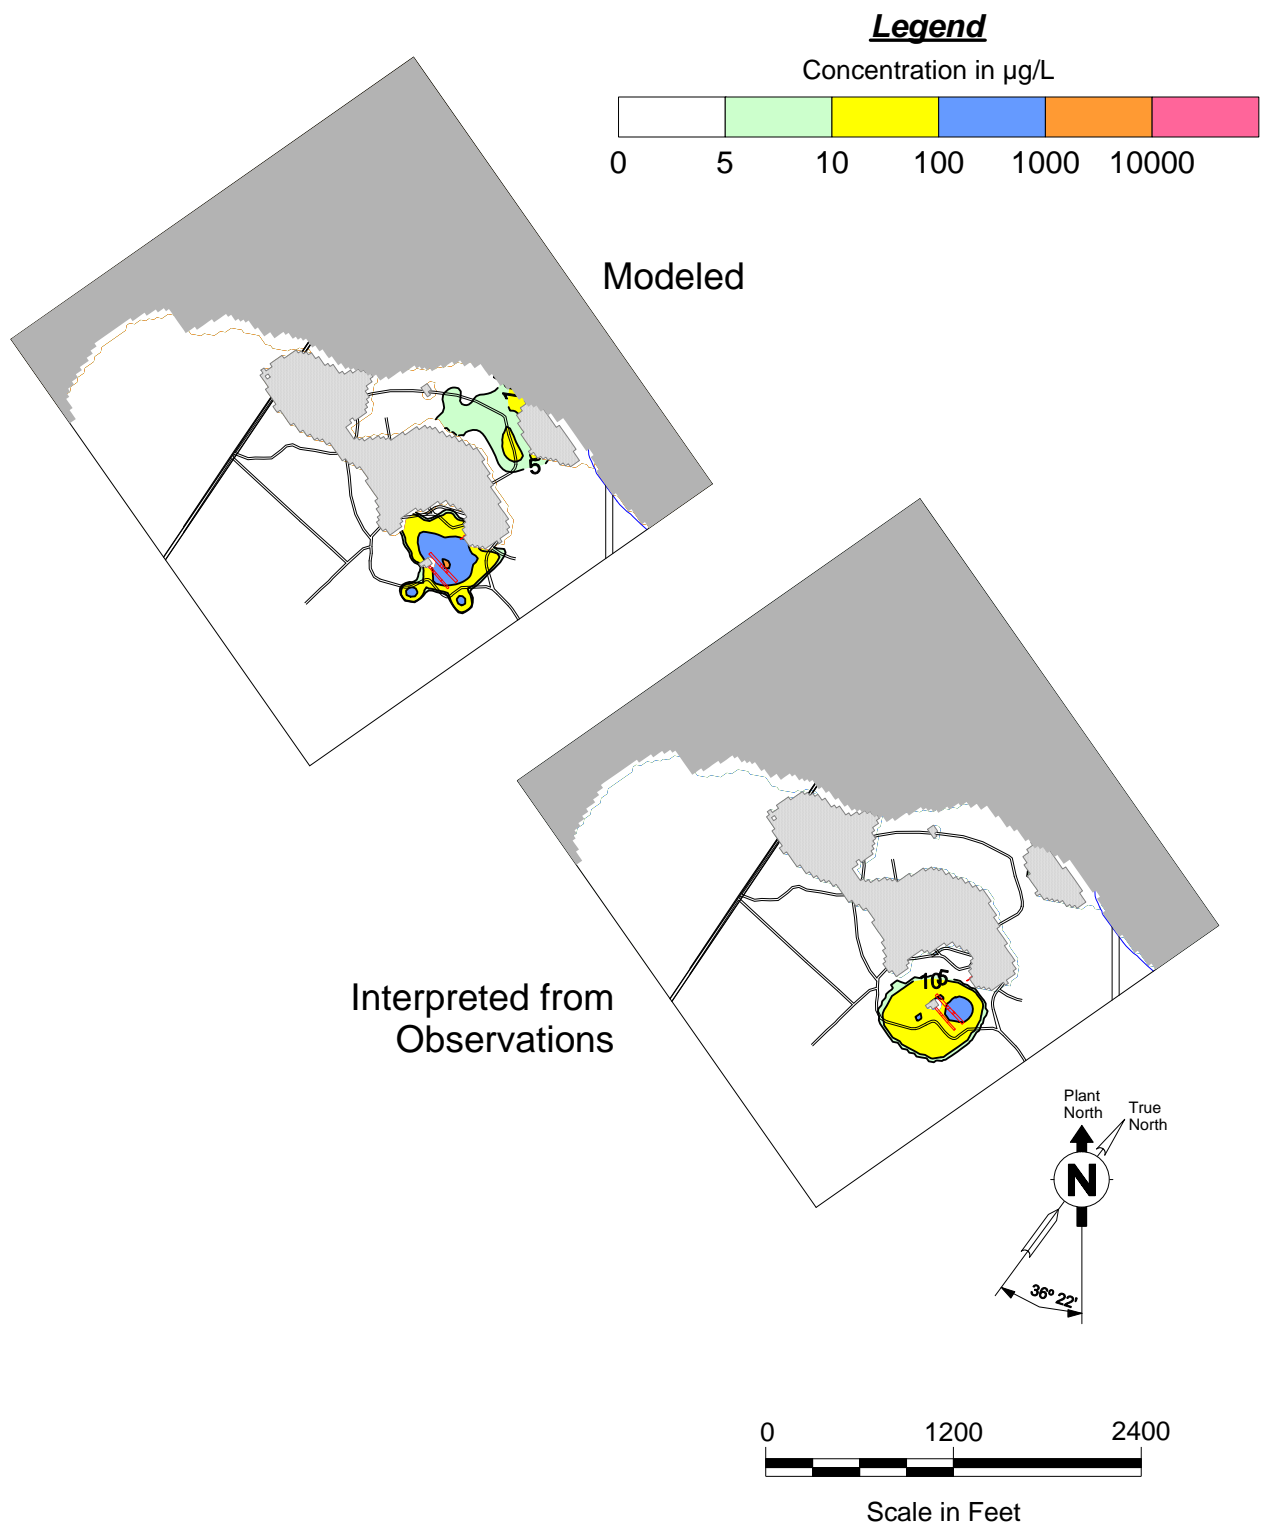 Legend
Concentration in µg/L
0 5 10 100 1000 10000
Modeled
5
Interpreted from
Observations
10 5
Plant
North
True
North
N
36° 22'
0 1200 2400
Scale in Feet